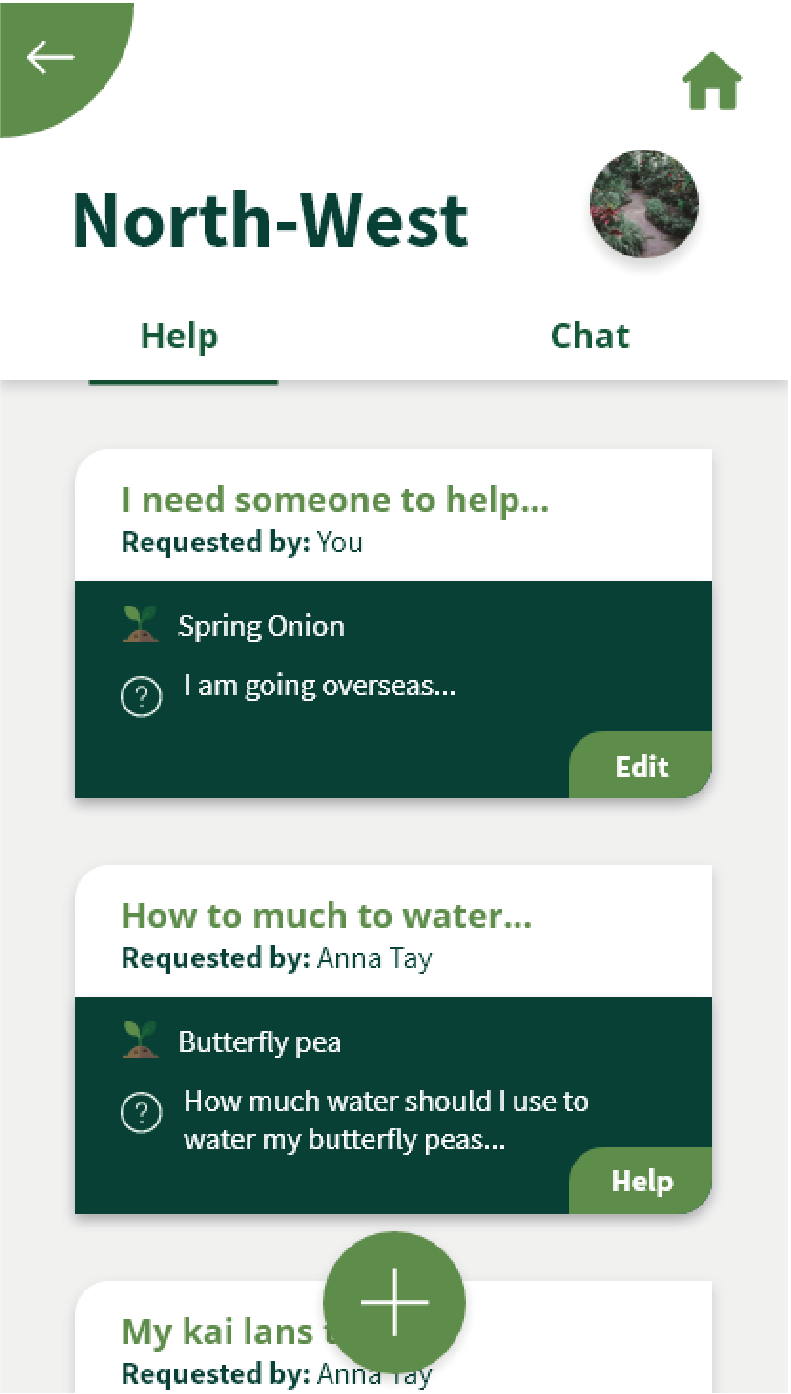 North-West
Help
Chat
I need someone to help...
Requested by: You
Spring Onion
? I am going overseas...
Edit
How to much to water...
Requested by: Anna Tay
Butterfly pea
? How much water should I use to
water my butterfly peas...
Help
My kai lans
Requested by: Anna Tay